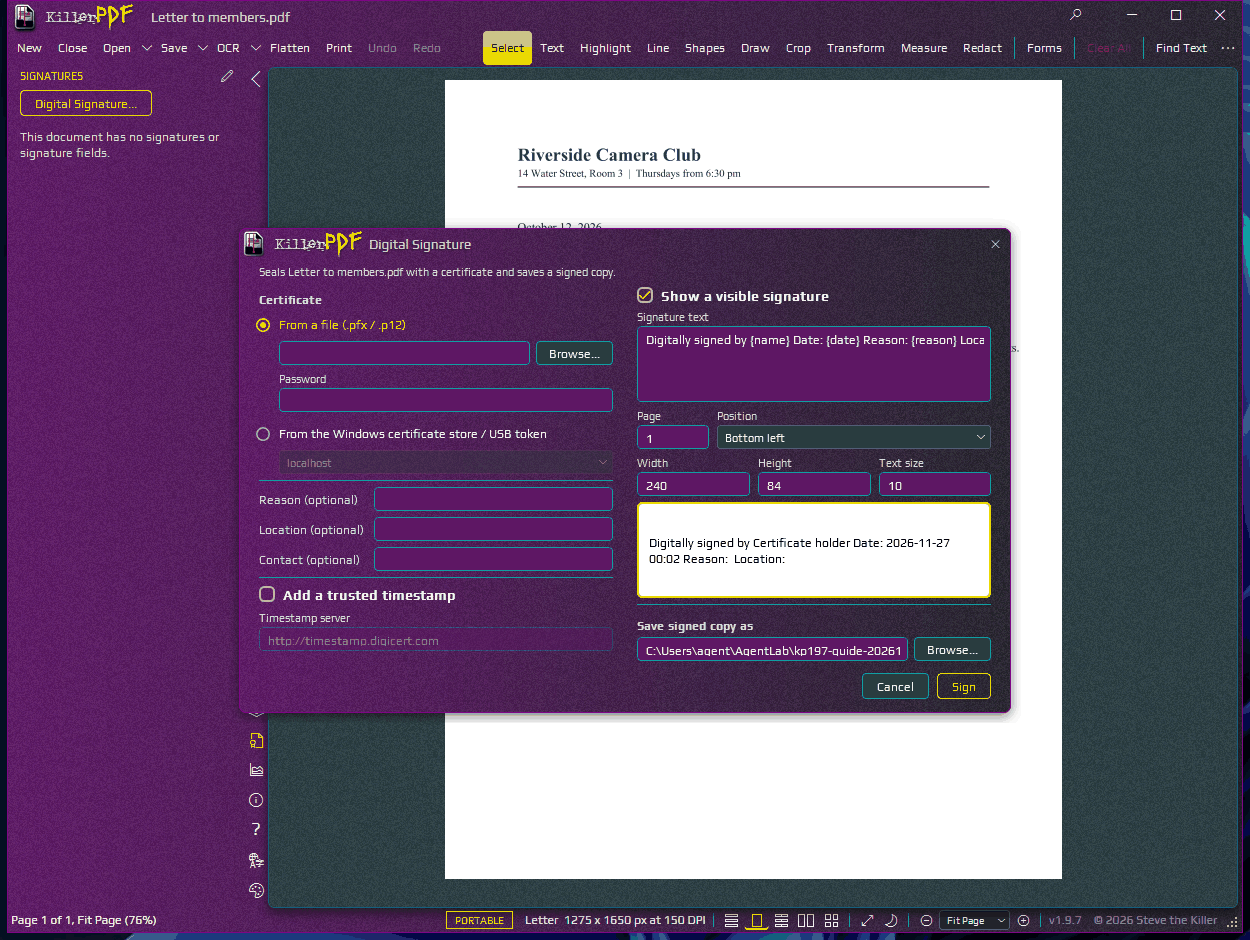 KillerPDF Letter to members.pdf
New Close Open Save OCR Flatten Print Undo Redo Select Text Highlight Line Shapes Draw Crop Transform Measure Redact Forms Clear All Find Text
SIGNATURES
Digital Signature...
This document has no signatures or
signature fields.
Riverside Camera Club
14 Water Street, Room 3 | Thursdays from 6:30 pm
October 12, 2026
s.
KillerPDF Digital Signature
Seals Letter to members.pdf with a certificate and saves a signed copy.
Certificate
From a file (.pfx / .p12)
Browse...
Password
From the Windows certificate store / USB token
localhost
Reason (optional)
Location (optional)
Contact (optional)
Add a trusted timestamp
Timestamp server
http://timestamp.digicert.com
Show a visible signature
Signature text
Digitally signed by {name} Date: {date} Reason: {reason} Loca
Page Position
1 Bottom left
Width Height Text size
240 84 10
Digitally signed by Certificate holder Date: 2026-11-27
00:02 Reason: Location:
Save signed copy as
C:\Users\agent\AgentLab\kp197-guide-20261 Browse...
Cancel Sign
Page 1 of 1, Fit Page (76%) PORTABLE Letter 1275 x 1650 px at 150 DPI Fit Page v1.9.7 © 2026 Steve the Killer